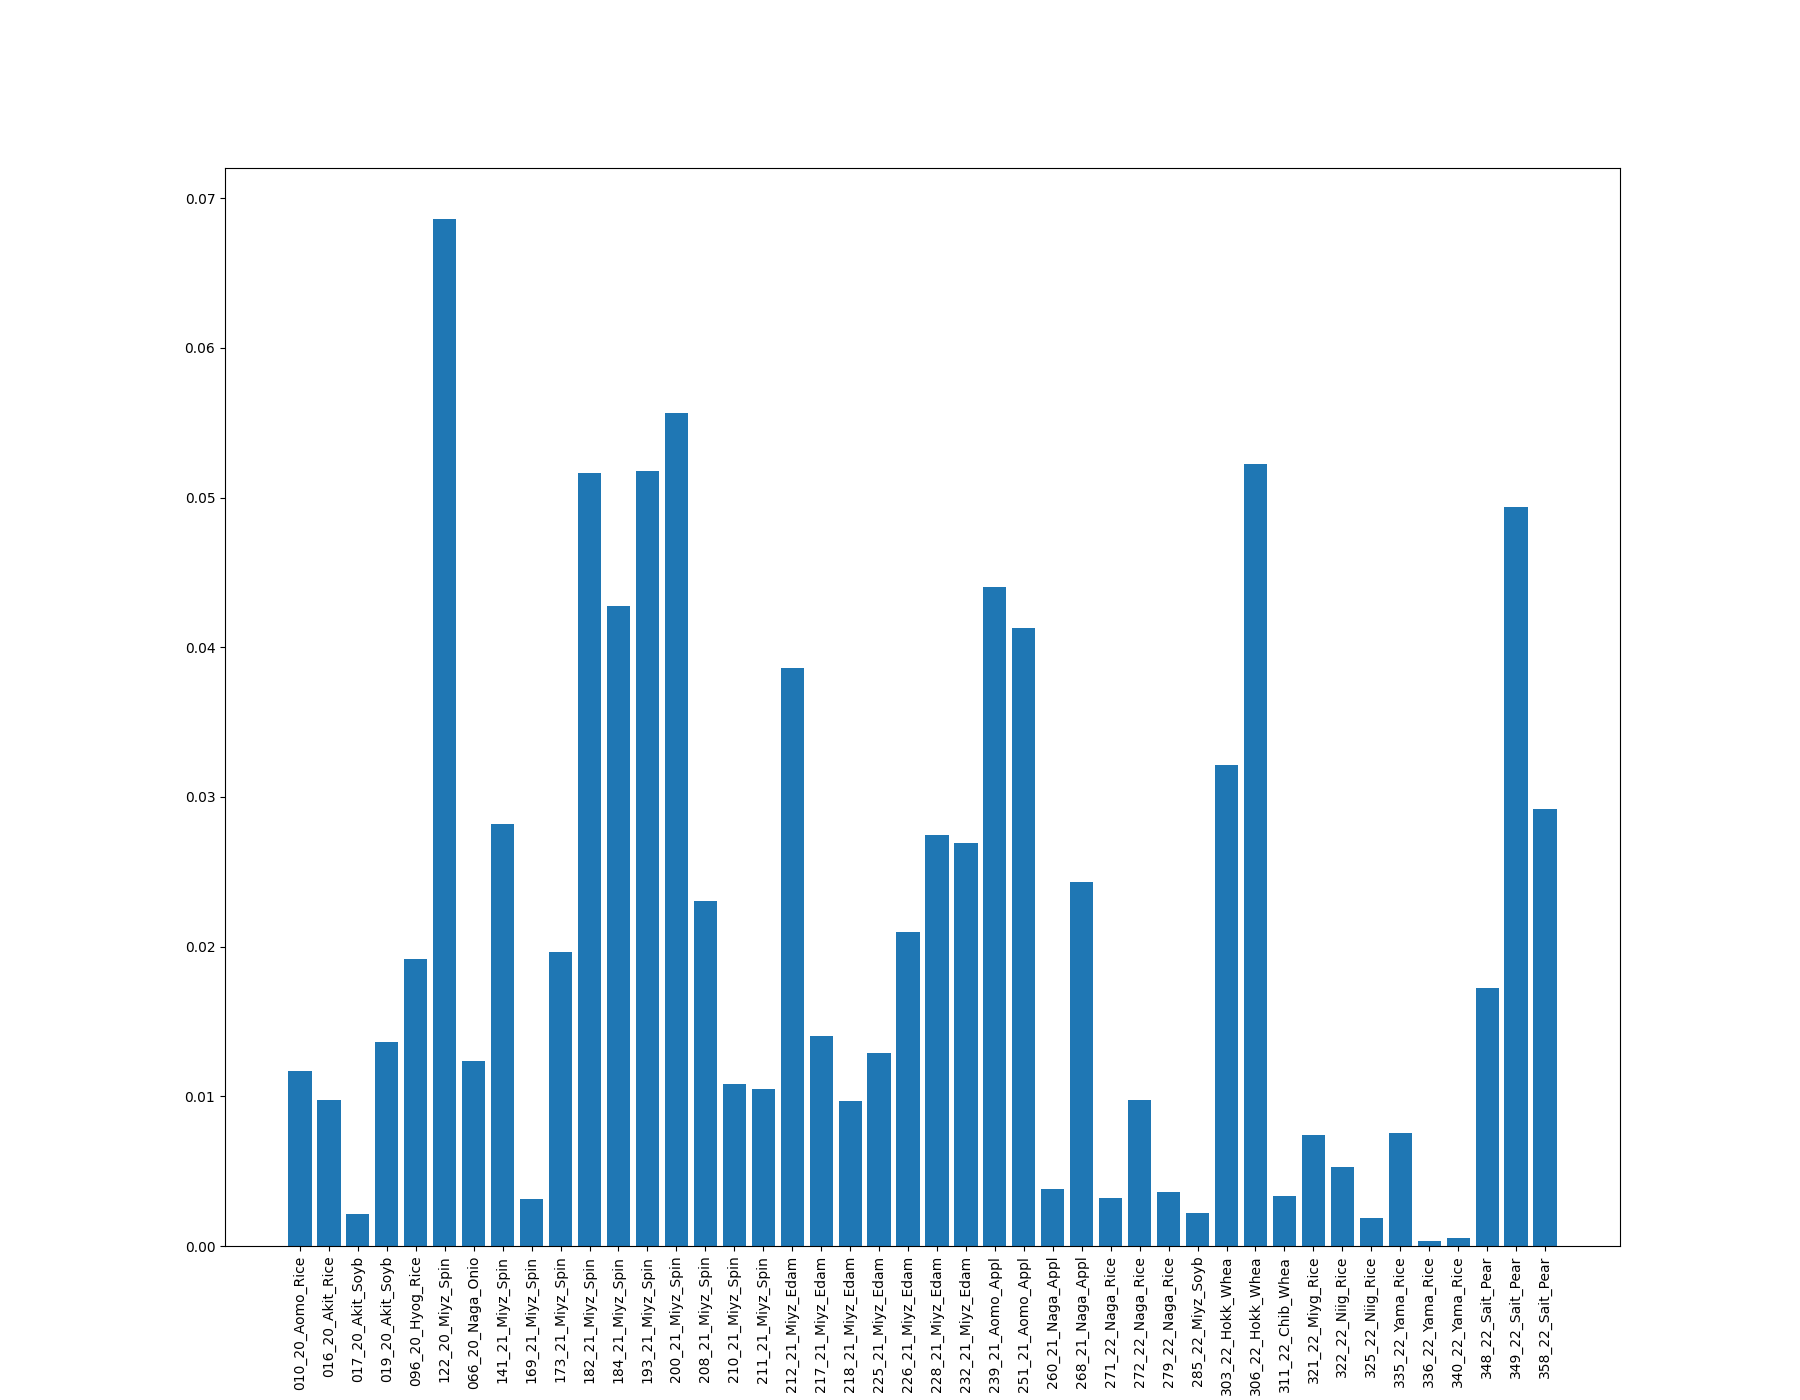 0.07
0.06
0.05
0.04
0.03
0.02
0.01
0.00
010_20_Aomo_Rice
016_20_Akit_Rice
017_20_Akit_Soyb
019_20_Akit_Soyb
096_20_Hyog_Rice
122_20_Miyz_Spin
066_20_Naga_Onio
141_21_Miyz_Spin
169_21_Miyz_Spin
173_21_Miyz_Spin
182_21_Miyz_Spin
184_21_Miyz_Spin
193_21_Miyz_Spin
200_21_Miyz_Spin
208_21_Miyz_Spin
210_21_Miyz_Spin
211_21_Miyz_Spin
212_21_Miyz_Edam
217_21_Miyz_Edam
218_21_Miyz_Edam
225_21_Miyz_Edam
226_21_Miyz_Edam
228_21_Miyz_Edam
232_21_Miyz_Edam
239_21_Aomo_Appl
251_21_Aomo_Appl
260_21_Naga_Appl
268_21_Naga_Appl
271_22_Naga_Rice
272_22_Naga_Rice
279_22_Naga_Rice
285_22_Miyz_Soyb
303_22_Hokk_Whea
306_22_Hokk_Whea
311_22_Chib_Whea
321_22_Miyg_Rice
322_22_Niig_Rice
325_22_Niig_Rice
335_22_Yama_Rice
336_22_Yama_Rice
340_22_Yama_Rice
348_22_Sait_Pear
349_22_Sait_Pear
358_22_Sait_Pear